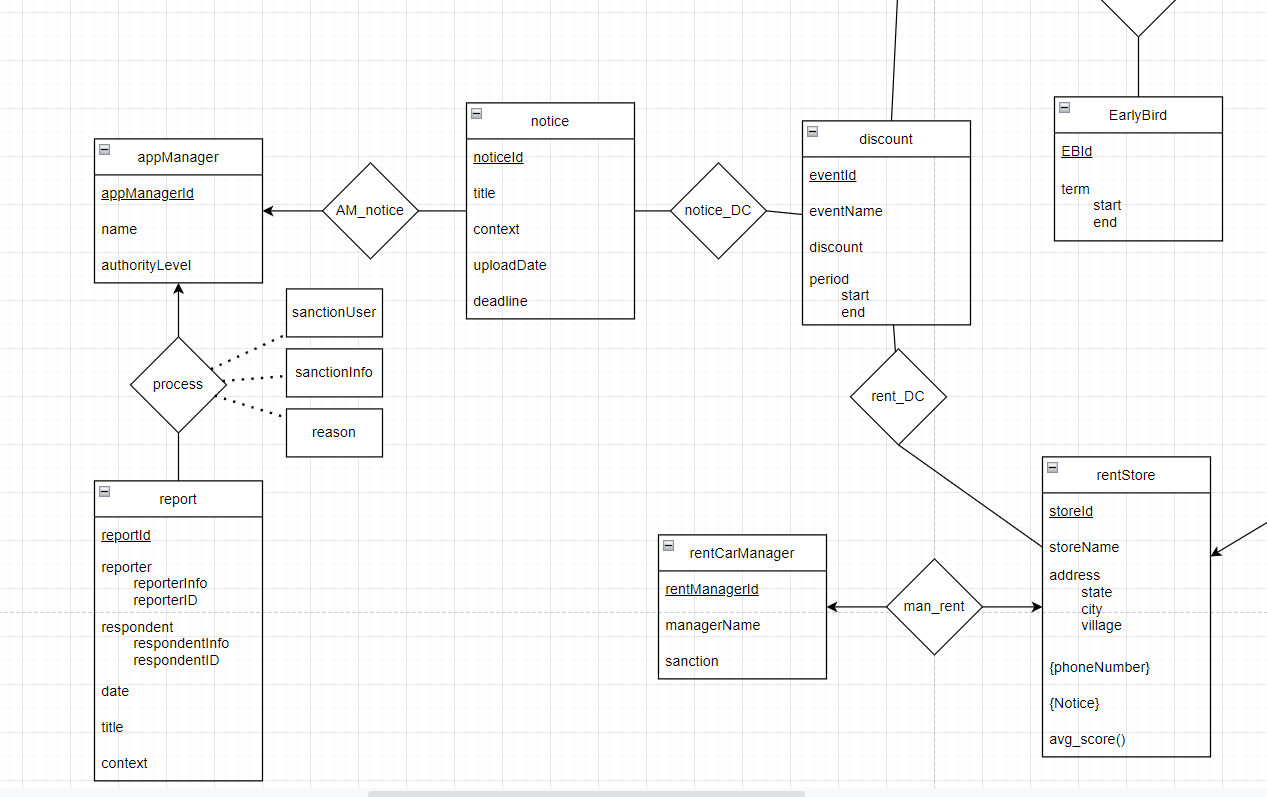 appManager
appManagerId
name
authorityLevel
AM_notice
notice
noticeId
title
context
uploadDate
deadline
notice_DC
discount
eventId
eventName
discount
period
start
end
EarlyBird
EBId
term
start
end
process
sanctionUser
sanctionInfo
reason
report
reportId
reporter
reporterInfo
reporterID
respondent
respondentInfo
respondentID
date
title
context
rent_DC
rentCarManager
rentManagerId
managerName
sanction
man_rent
rentStore
storeId
storeName
address
state
city
village
{phoneNumber}
{Notice}
avg_score()